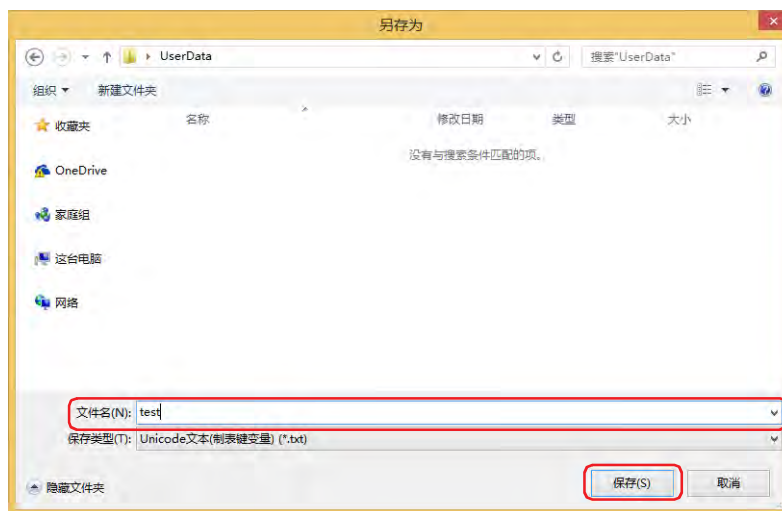 另存为
UserData
搜索"UserData"
组织 新建文件夹
名称 修改日期 类型 大小
没有与搜索条件匹配的项。
收藏夹
OneDrive
家庭组
这台电脑
网络
文件名(N): test
保存类型(T): Unicode文本(制表键变量) (*.txt)
隐藏文件夹 保存(S) 取消